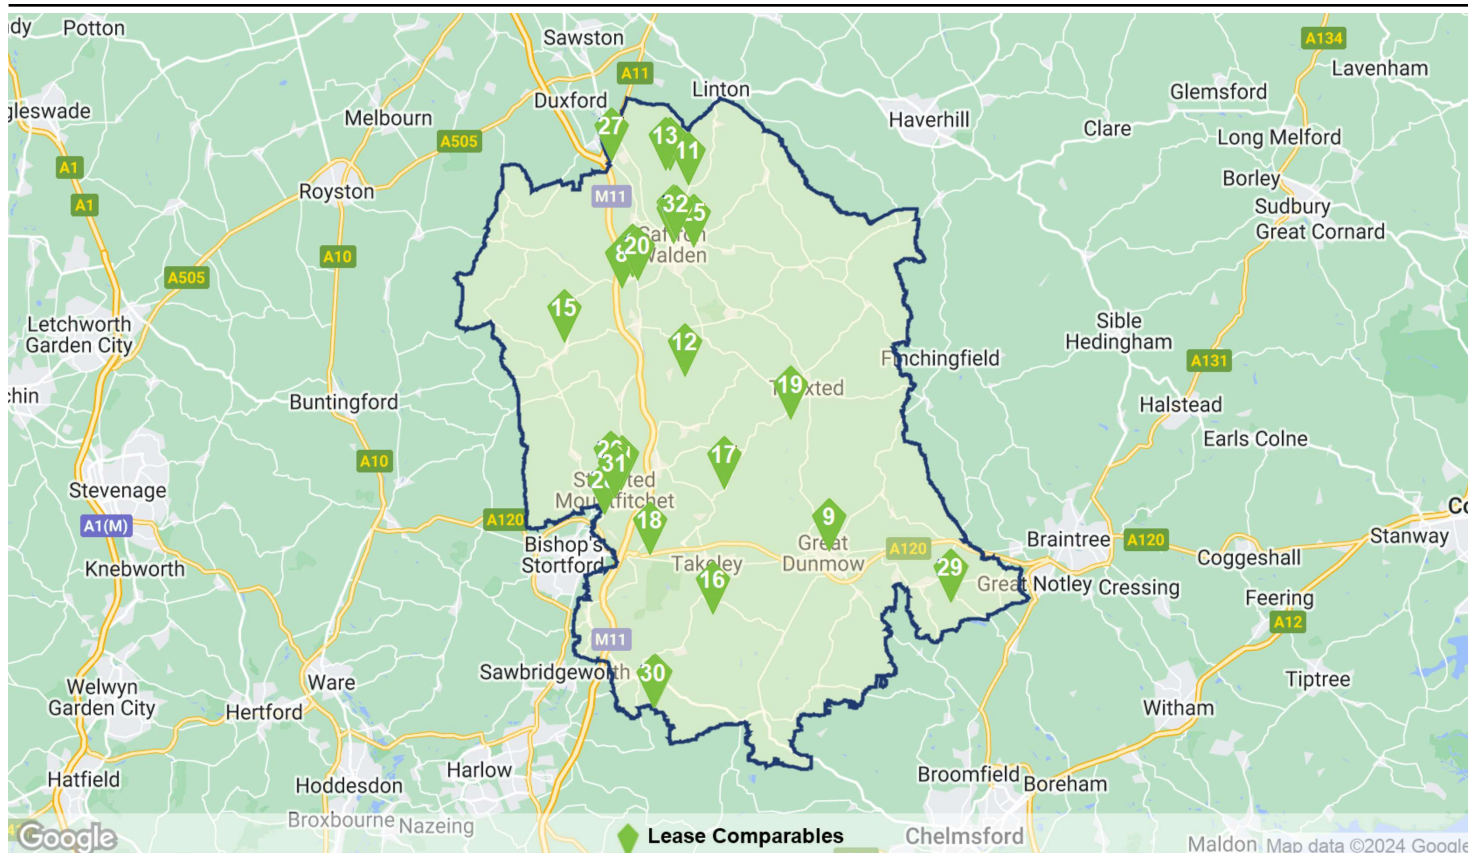 Potton
Sawston
A134
Lavenham
A11
Linton
Glemsford
Duxford
Haverhill
gleswade
Melbourn
27
13
11
Clare
Long Melford
A505
A1
Royston
M11
Borley
A1
32
Sudbury
Great Cornard
8
20
A10
A505
15
Letchworth
Garden City
12
Sible
Hedingham
Finchingfield
A131
19
chin
Buntingford
Halstead
Earls Colne
A10
17
31
Stevenage
A1(M)
A120
18
9
Great
Dunmow
A120
Bishop's
Stortford
Braintree
A120
Coggeshall
Stanway
Knebworth
Takeley
16
29
Great Notley
Cressing
Feering
A12
M11
Sawbridgeworth
30
Ware
Welwyn
Garden City
Hertford
Tiptree
Witham
Hatfield
Harlow
Hoddesdon
Broomfield
Boreham
Broxbourne
Nazeing
Google
Lease Comparables
Chelmsford
Maldon
Map data ©2024 Google